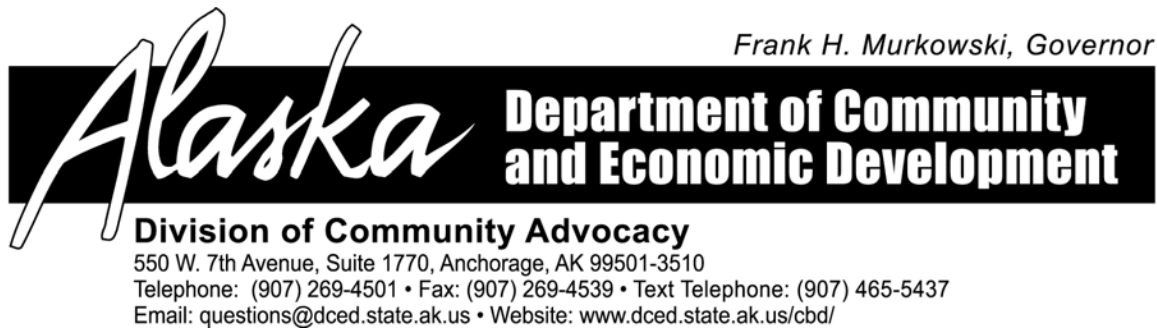 Frank H. Murkowski, Governor
Alaska
Department of Community
and Economic Development
Division of Community Advocacy
550 W. 7th Avenue, Suite 1770, Anchorage, AK 99501-3510
Telephone: (907) 269-4501 • Fax: (907) 269-4539 • Text Telephone: (907) 465-5437
Email: questions@dced.state.ak.us • Website: www.dced.state.ak.us/cbd/